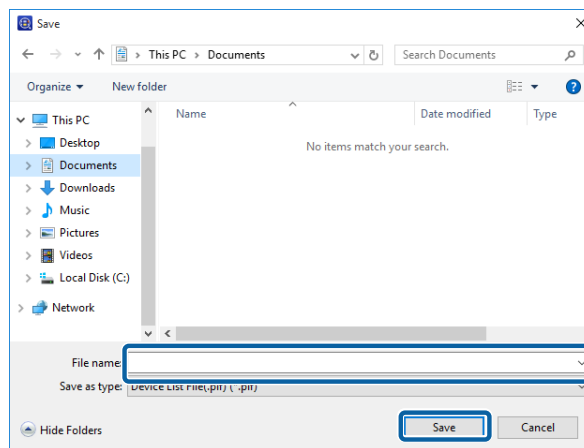 Save
This PC > Documents
Search Documents
Organize
New folder
Name
Date modified
Type
No items match your search.
This PC
Desktop
Documents
Downloads
Music
Pictures
Videos
Local Disk (C:)
Network
File name:
Save as type: Device List File(.plf) (*.plf)
Hide Folders
Save
Cancel